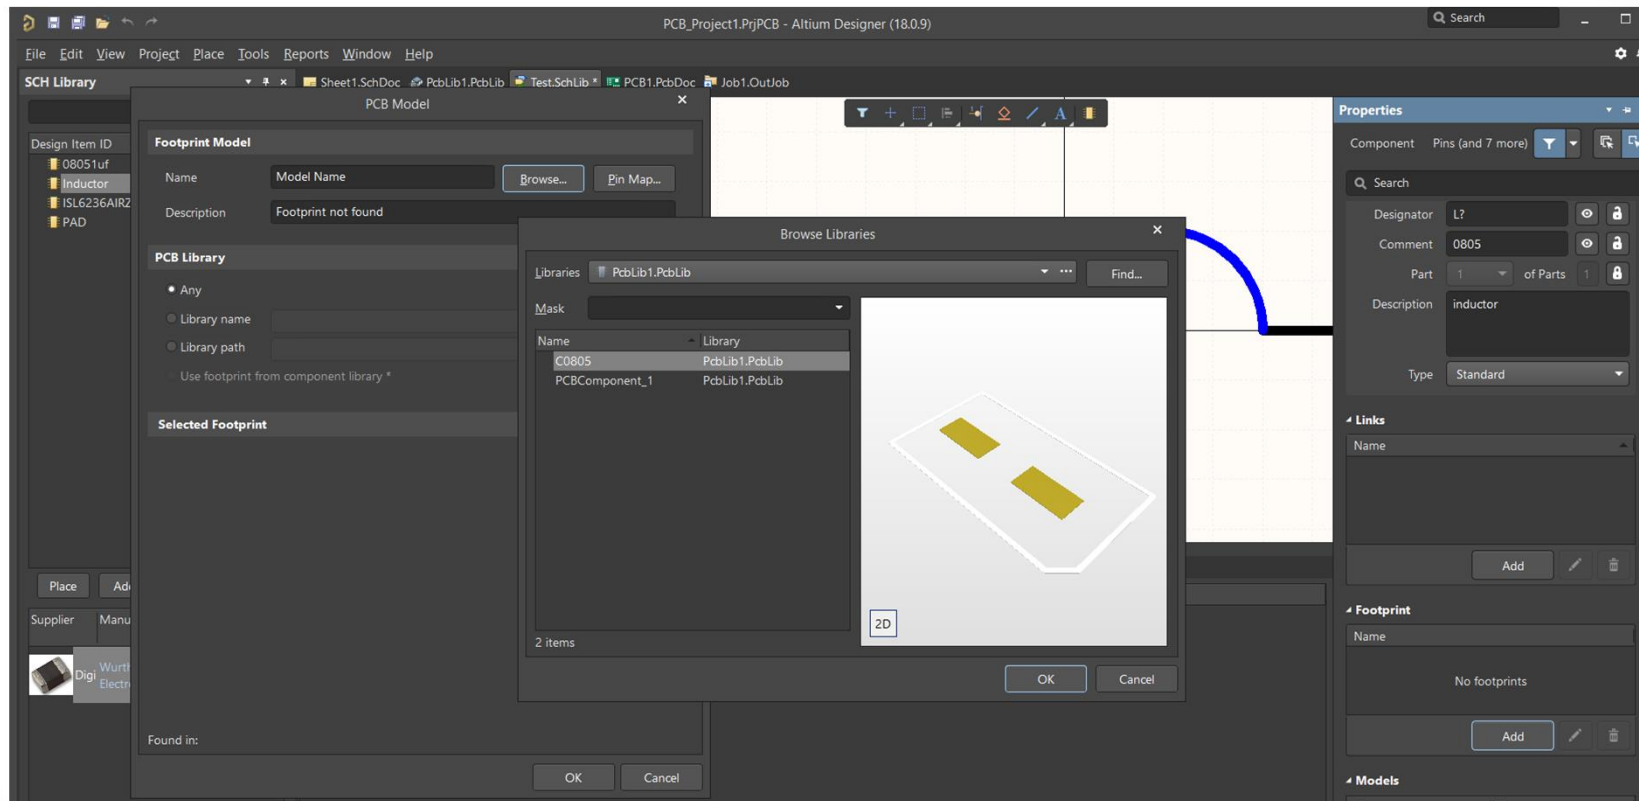 PCB_Project1.PrjPCB - Altium Designer (18.0.9)
Search
File Edit View Project Place Tools Reports Window Help
SCH Library
Sheet1.SchDoc PcbLib1.PcbLib Test.SchLib * PCB1.PcbDoc Job1.OutJob
Design Item ID
08051uf
Inductor
ISL6236AIRZ
PAD
Place
Supplier
Digi
PCB Model
Footprint Model
Name Model Name Browse... Pin Map...
Description Footprint not found
PCB Library
Any
Library name
Library path
Use footprint from component library *
Selected Footprint
Found in:
OK Cancel
Browse Libraries
Libraries PcbLib1.PcbLib Find...
Mask
Name Library
C0805 PcbLib1.PcbLib
PCBComponent_1 PcbLib1.PcbLib
2D
2 items
OK Cancel
A
Properties
Component Pins (and 7 more)
Search
Designator L?
Comment 0805
Part 1 of Parts 1
Description inductor
Type Standard
Links
Name
Add
Footprint
Name
No footprints
Add
Models